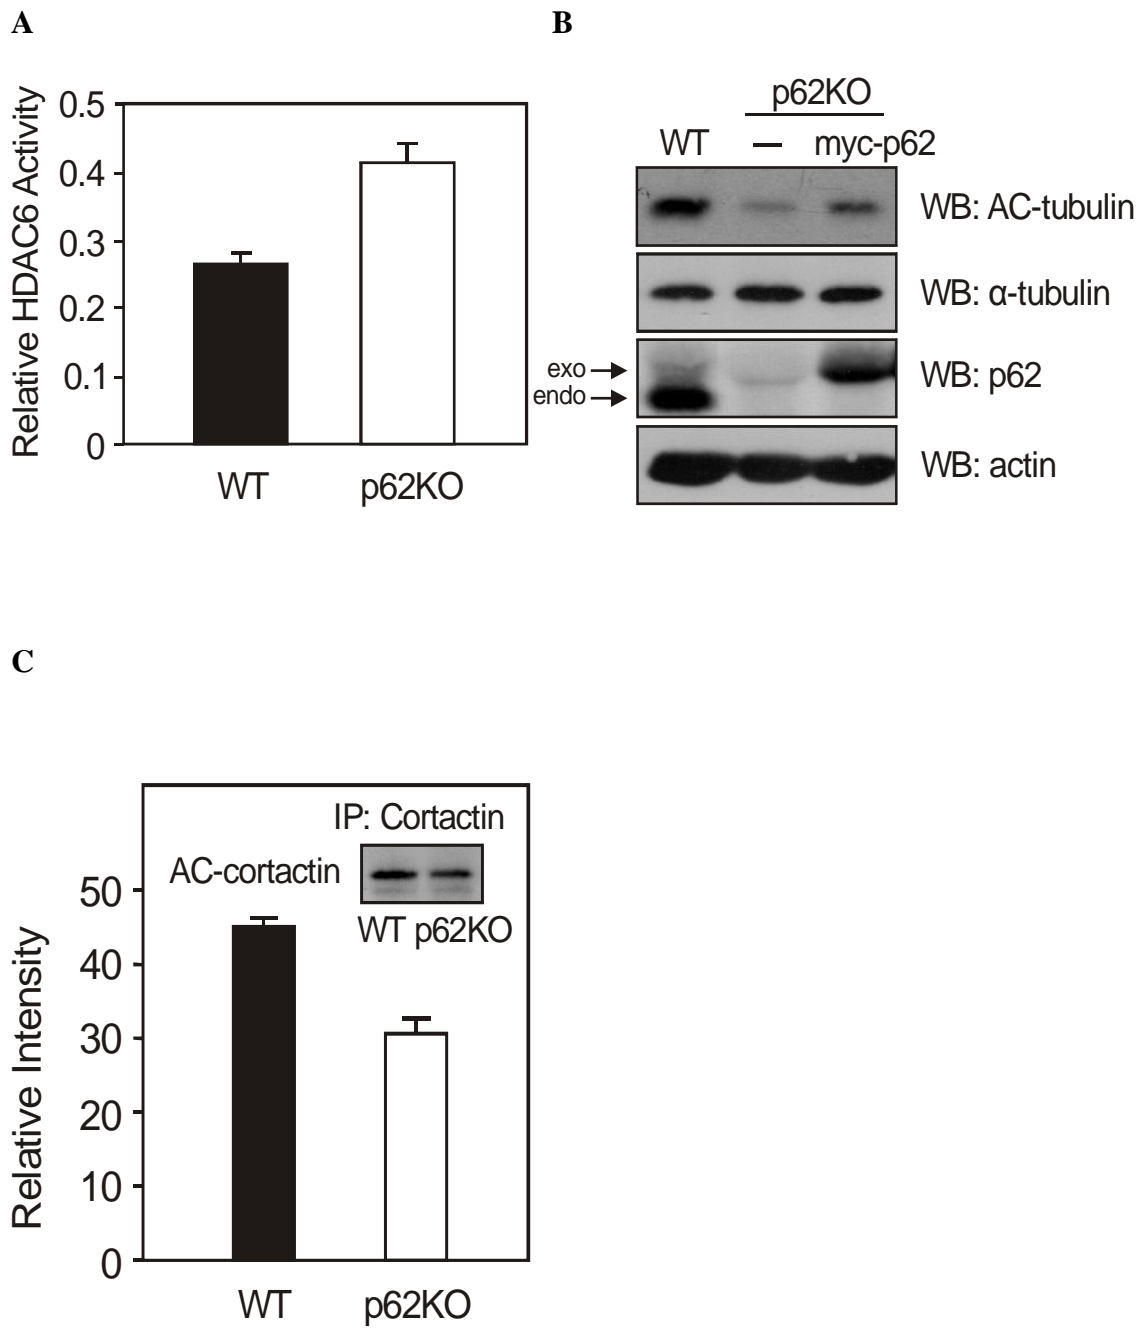 A
Relative HDAC6 Activity
0.5
0.4
0.3
0.2
0.1
0
WT p62KO
B
p62KO
WT – myc-p62
WB: AC-tubulin
WB: α-tubulin
exo
endo
WB: p62
WB: actin
C
Relative Intensity
IP: Cortactin
AC-cortactin
WT p62KO
50
40
30
20
10
0
WT p62KO